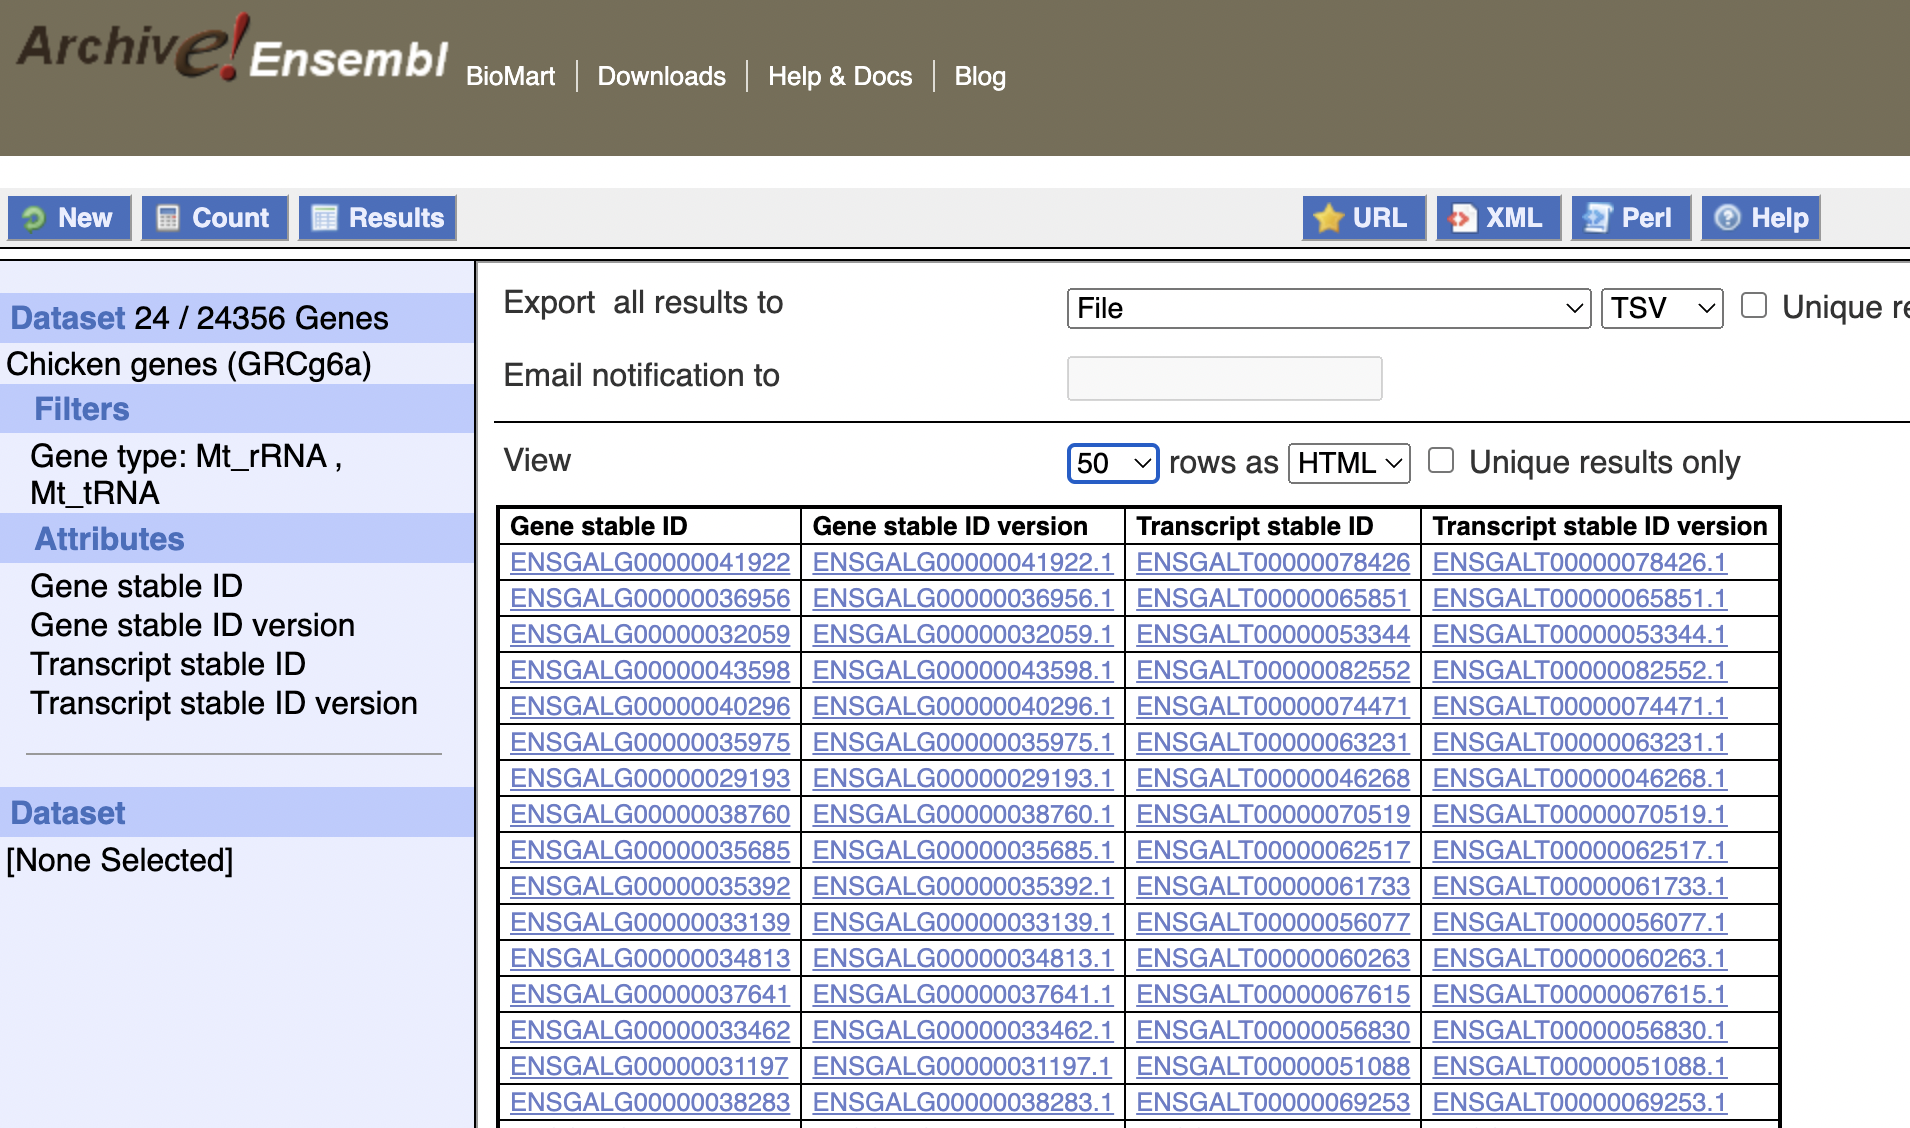 Archive! Ensembl BioMart Downloads Help & Docs Blog
New Count Results URL XML Perl Help
Dataset 24 / 24356 Genes
Chicken genes (GRCg6a)
Filters
Gene type: Mt_rRNA ,
Mt_tRNA
Attributes
Gene stable ID
Gene stable ID version
Transcript stable ID
Transcript stable ID version
Dataset
[None Selected]
Export all results to File TSV Unique
Email notification to
View 50 rows as HTML Unique results only
Gene stable ID Gene stable ID version Transcript stable ID Transcript stable ID version
ENSGALG00000041922 ENSGALG00000041922.1 ENSGALT00000078426 ENSGALT00000078426.1
ENSGALG00000036956 ENSGALG00000036956.1 ENSGALT00000065851 ENSGALT00000065851.1
ENSGALG00000032059 ENSGALG00000032059.1 ENSGALT00000053344 ENSGALT00000053344.1
ENSGALG00000043598 ENSGALG00000043598.1 ENSGALT00000082552 ENSGALT00000082552.1
ENSGALG00000040296 ENSGALG00000040296.1 ENSGALT00000074471 ENSGALT00000074471.1
ENSGALG00000035975 ENSGALG00000035975.1 ENSGALT00000063231 ENSGALT00000063231.1
ENSGALG00000029193 ENSGALG00000029193.1 ENSGALT00000046268 ENSGALT00000046268.1
ENSGALG00000038760 ENSGALG00000038760.1 ENSGALT00000070519 ENSGALT00000070519.1
ENSGALG00000035685 ENSGALG00000035685.1 ENSGALT00000062517 ENSGALT00000062517.1
ENSGALG00000035392 ENSGALG00000035392.1 ENSGALT00000061733 ENSGALT00000061733.1
ENSGALG00000033139 ENSGALG00000033139.1 ENSGALT00000056077 ENSGALT00000056077.1
ENSGALG00000034813 ENSGALG00000034813.1 ENSGALT00000060263 ENSGALT00000060263.1
ENSGALG00000037641 ENSGALG00000037641.1 ENSGALT00000067615 ENSGALT00000067615.1
ENSGALG00000033462 ENSGALG00000033462.1 ENSGALT00000056830 ENSGALT00000056830.1
ENSGALG00000031197 ENSGALG00000031197.1 ENSGALT00000051088 ENSGALT00000051088.1
ENSGALG00000038283 ENSGALG00000038283.1 ENSGALT00000069253 ENSGALT00000069253.1